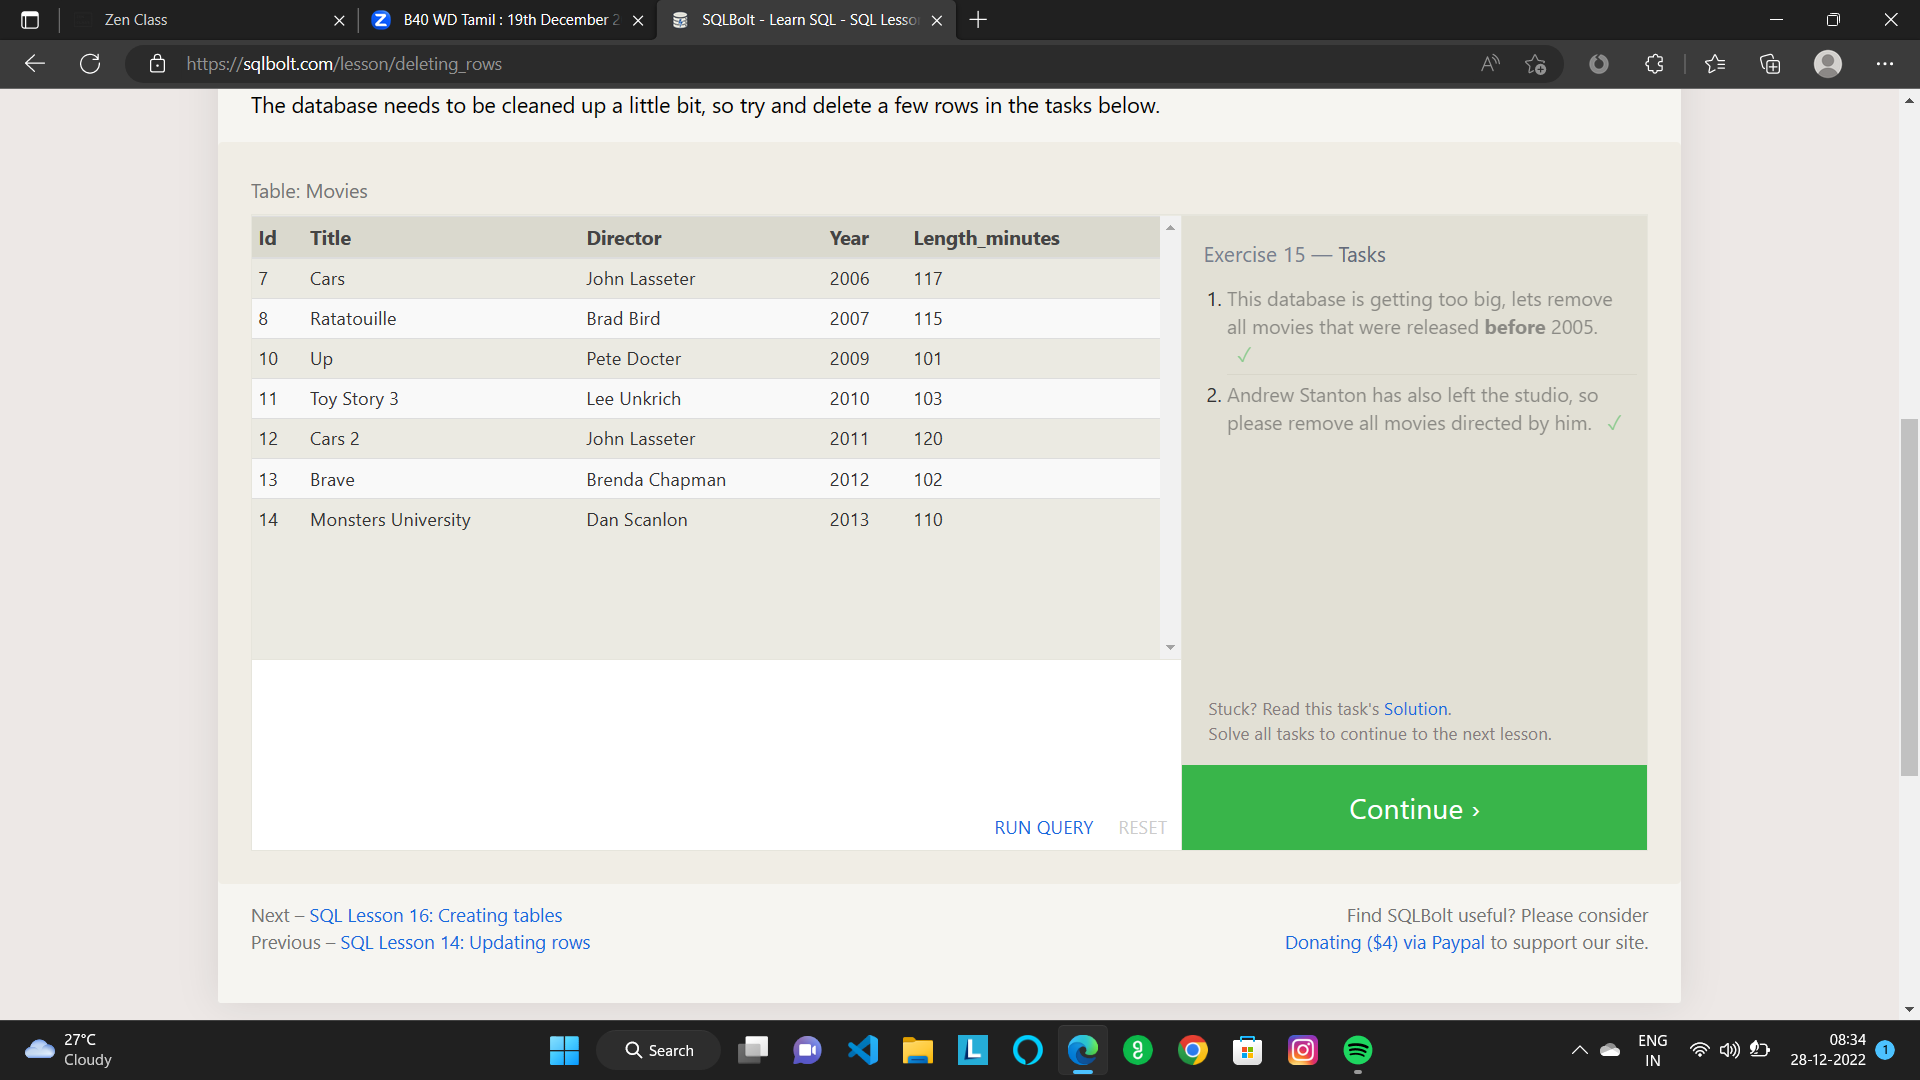 Zen Class
B40 WD Tamil : 19th December 2
SQLBolt - Learn SQL - SQL Lesso
https://sqlbolt.com/lesson/deleting_rows
The database needs to be cleaned up a little bit, so try and delete a few rows in the tasks below.
Table: Movies
Id Title Director Year Length_minutes
7 Cars John Lasseter 2006 117
8 Ratatouille Brad Bird 2007 115
10 Up Pete Docter 2009 101
11 Toy Story 3 Lee Unkrich 2010 103
12 Cars 2 John Lasseter 2011 120
13 Brave Brenda Chapman 2012 102
14 Monsters University Dan Scanlon 2013 110
RUN QUERY RESET
Exercise 15 — Tasks
1. This database is getting too big, lets remove
all movies that were released before 2005.
✓
2. Andrew Stanton has also left the studio, so
please remove all movies directed by him. ✓
Stuck? Read this task's Solution.
Solve all tasks to continue to the next lesson.
Continue ›
Next – SQL Lesson 16: Creating tables
Previous – SQL Lesson 14: Updating rows
Find SQLBolt useful? Please consider
Donating ($4) via Paypal to support our site.
27°C
Cloudy
Search
ENG
IN
08:34
28-12-2022
1